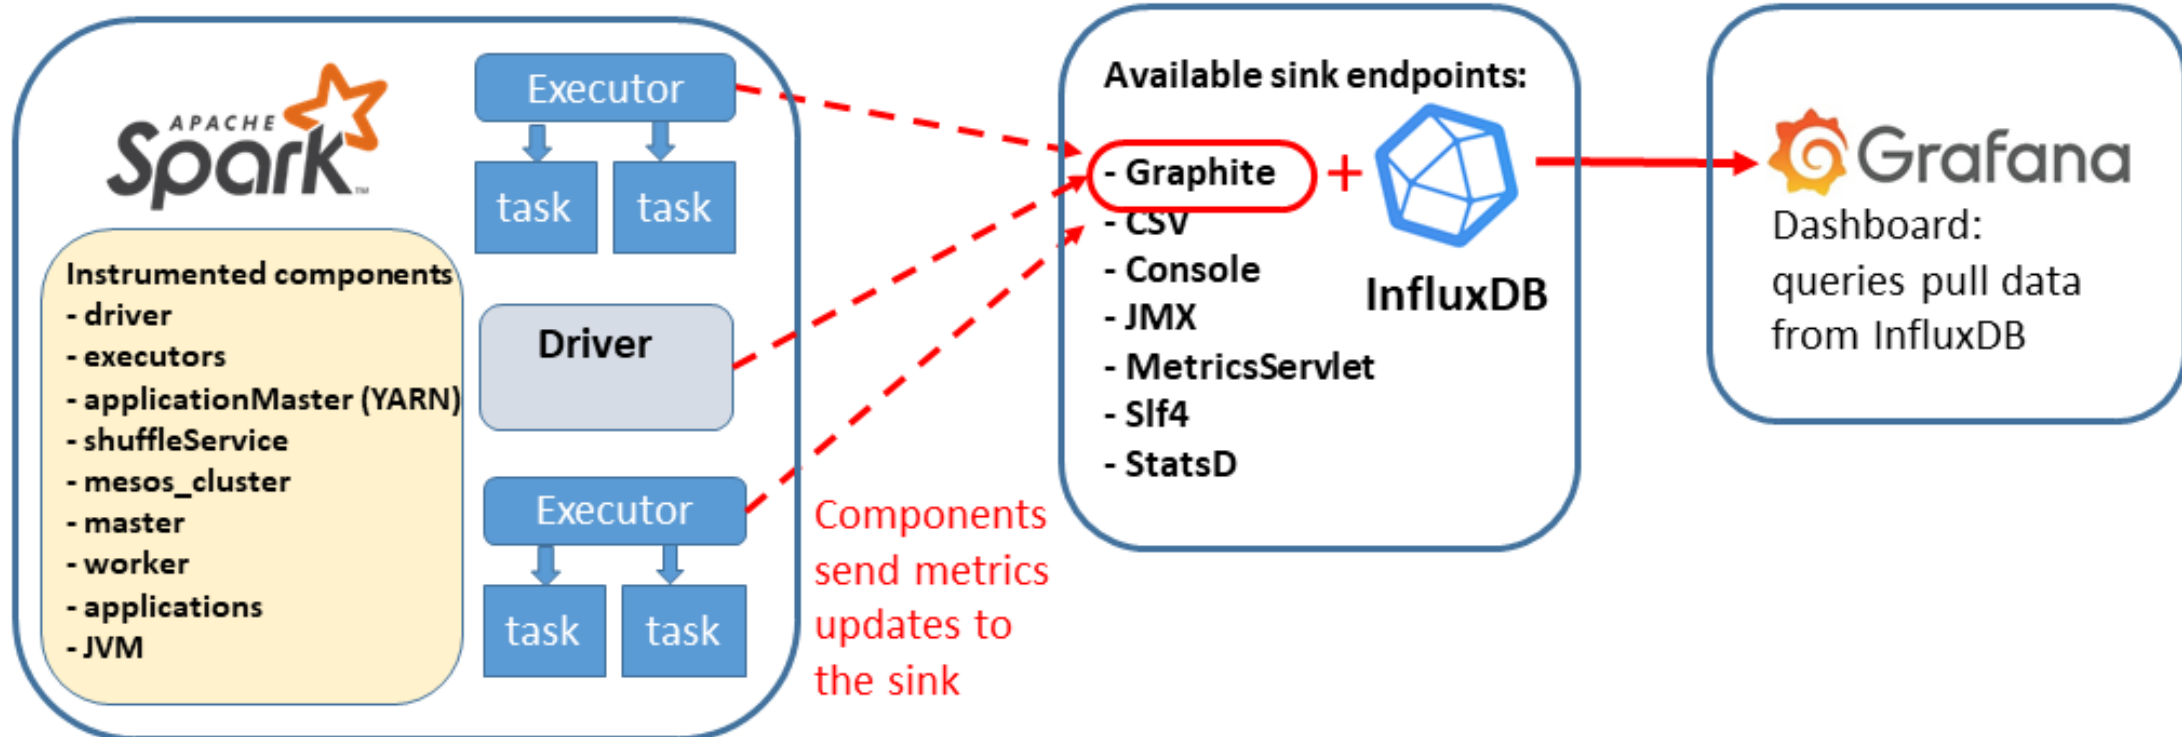 APACHE
Spark™
Instrumented components
- driver
- executors
- applicationMaster (YARN)
- shuffleService
- mesos_cluster
- master
- worker
- applications
- JVM
Executor
task task
Driver
Executor
task task
Components
send metrics
updates to
the sink
Available sink endpoints:
- Graphite +
- CSV
- Console
- JMX
- MetricsServlet
- Slf4
- StatsD
InfluxDB
Grafana
Dashboard:
queries pull data
from InfluxDB